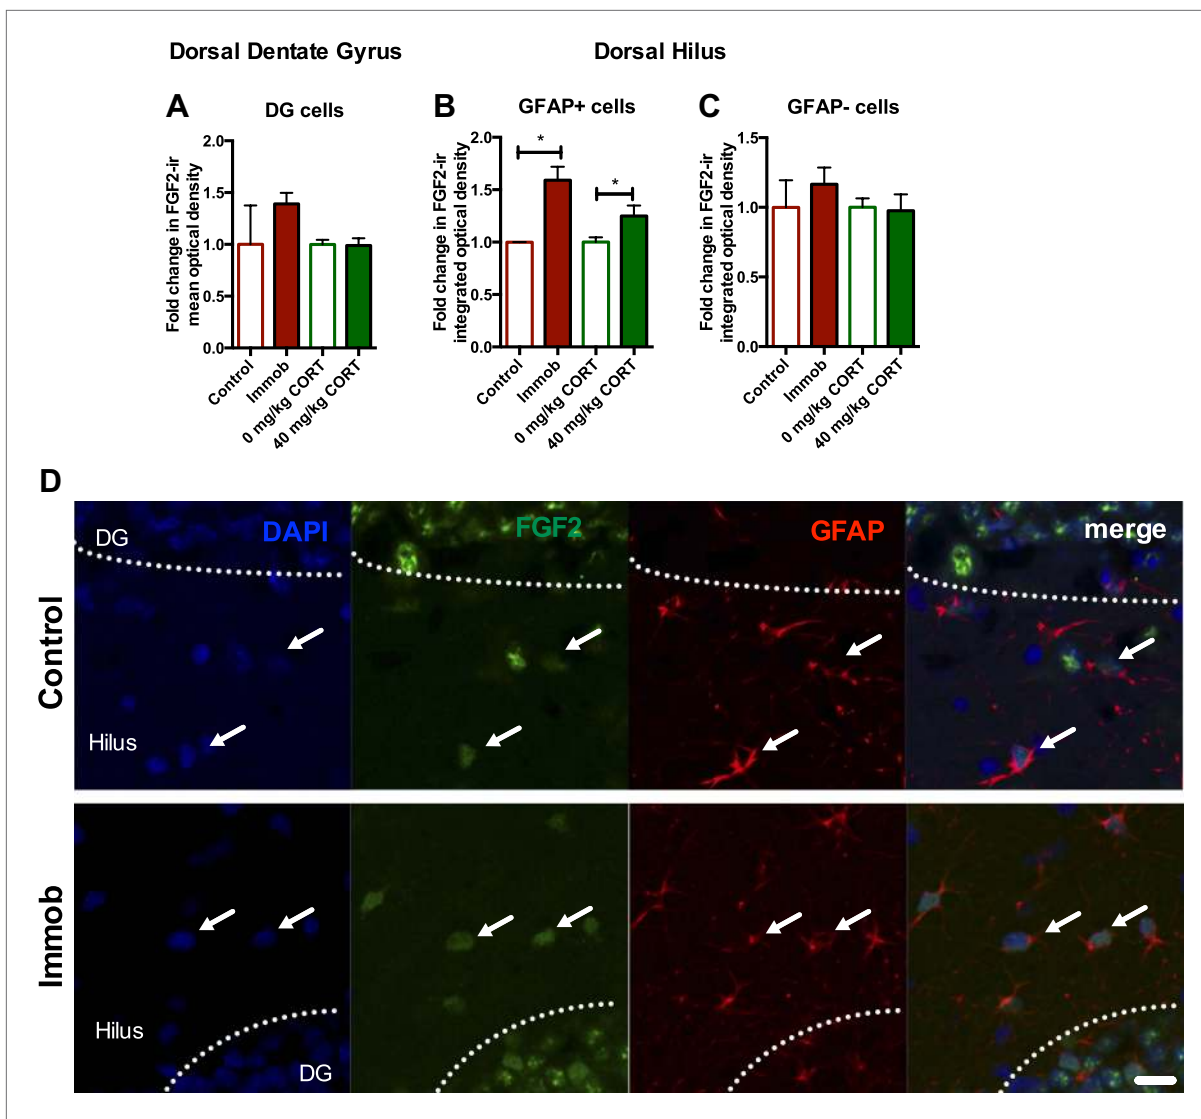 Dorsal Dentate Gyrus
Dorsal Hilus
A
DG cells
Fold change in FGF2-ir
mean optical density
2.0
1.5
1.0
0.5
0.0
Control
Immob
0 mg/kg CORT
40 mg/kg CORT
B
GFAP+ cells
Fold change in FGF2-ir
integrated optical density
2.0
1.5
1.0
0.5
0.0
*
*
Control
Immob
0 mg/kg CORT
40 mg/kg CORT
C
GFAP- cells
Fold change in FGF2-ir
integrated optical density
1.5
1.0
0.5
0.0
Control
Immob
0 mg/kg CORT
40 mg/kg CORT
D
Control
DG
DAPI
FGF2
GFAP
merge
Hilus
Immob
Hilus
DG